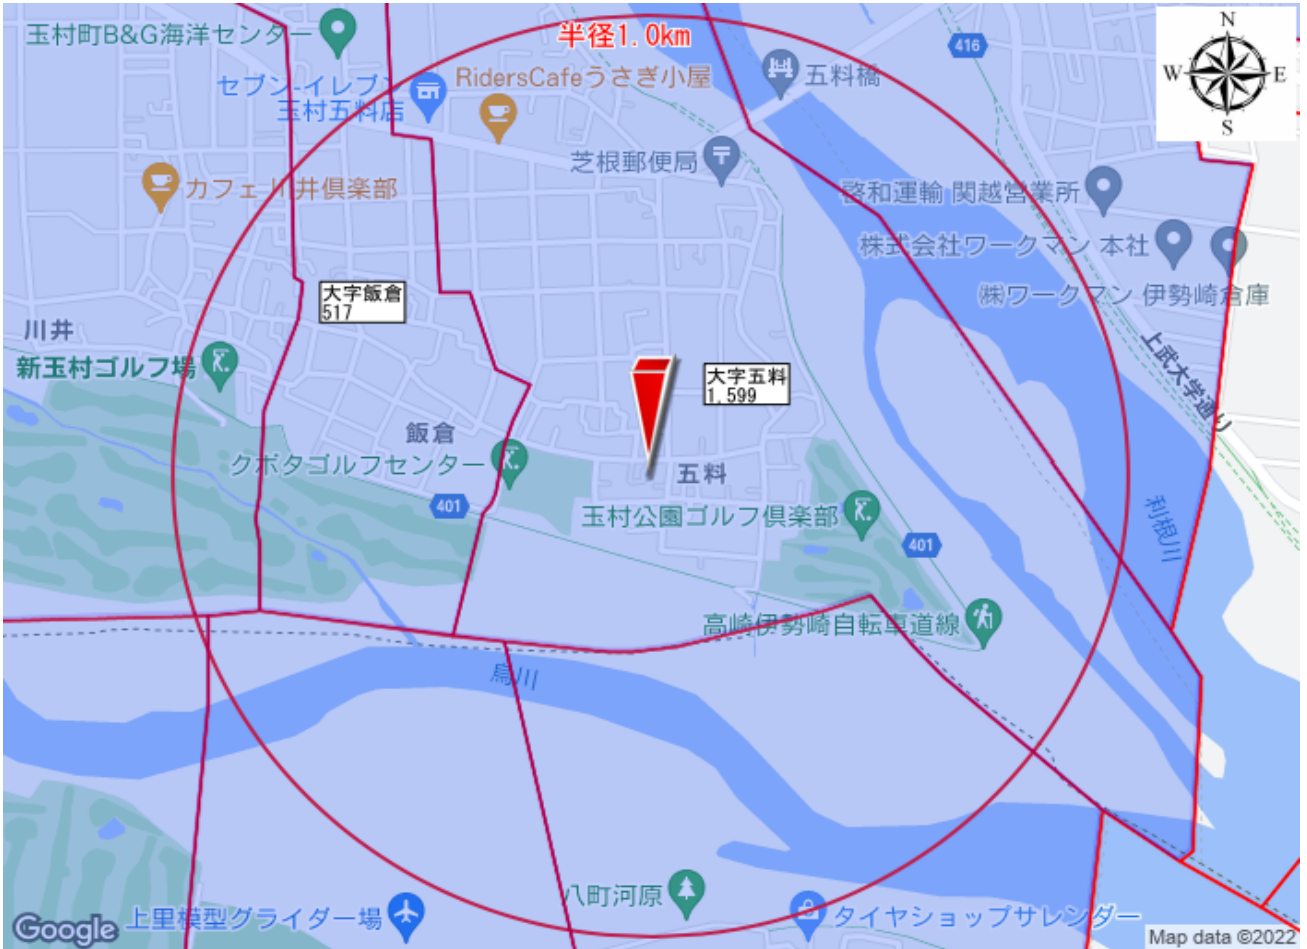 玉村町B&G海洋センター
半径1.0km
416
N
W
E
S
セブン-イレブン
玉村五料店
RidersCafeうさぎ小屋
五料橋
芝根郵便局
カフェ 川井倶楽部
啓和運輸 関越営業所
株式会社ワークマン 本社
㈱ワークマン 伊勢崎倉庫
大字飯倉
517
川井
新玉村ゴルフ場
上武大学通り
大字五料
1,599
飯倉
クボタゴルフセンター
五料
401
玉村公園ゴルフ倶楽部
利根川
401
高崎伊勢崎自転車道線
烏川
八町河原
上里模型グライダー場
タイヤショップサレンダー
Google
Map data ©2022